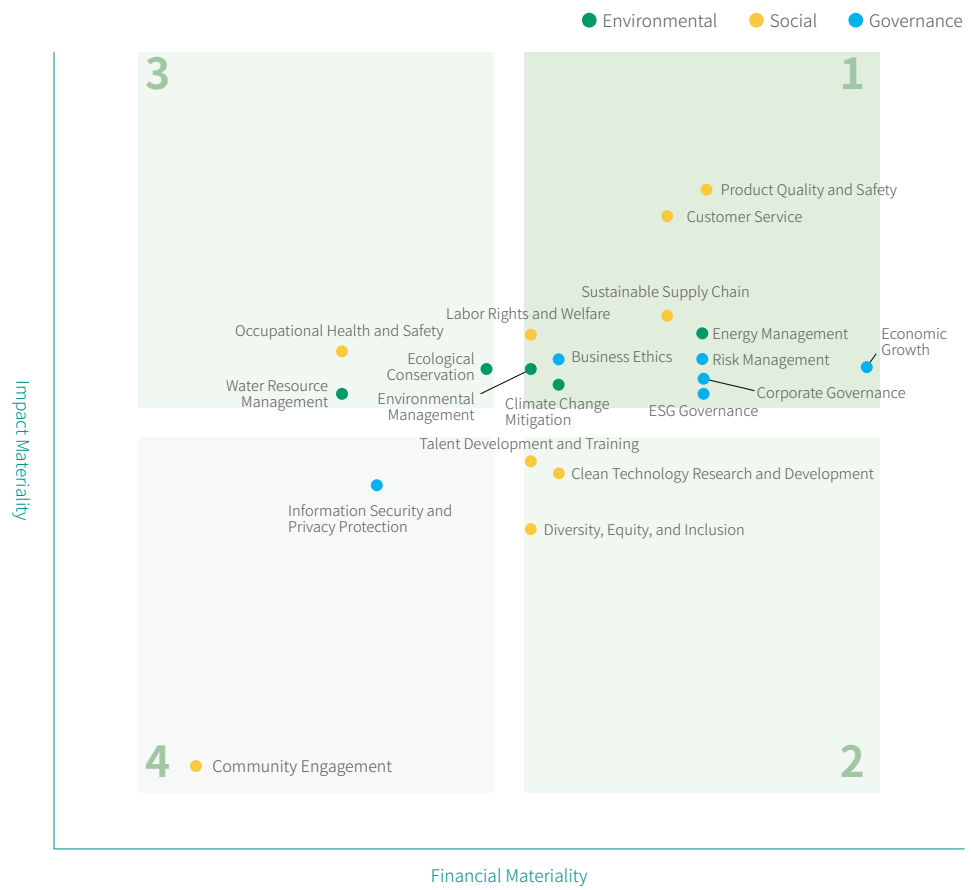 Environmental
Social
Governance
3
1
Product Quality and Safety
Customer Service
Sustainable Supply Chain
Labor Rights and Welfare
Occupational Health and Safety
Energy Management
Economic
Growth
Ecological
Conservation
Business Ethics
Risk Management
Water Resource
Management
Environmental
Management
Climate Change
Mitigation
Corporate Governance
ESG Governance
Impact Materiality
Talent Development and Training
Clean Technology Research and Development
Information Security and
Privacy Protection
Diversity, Equity, and Inclusion
4
Community Engagement
2
Financial Materiality